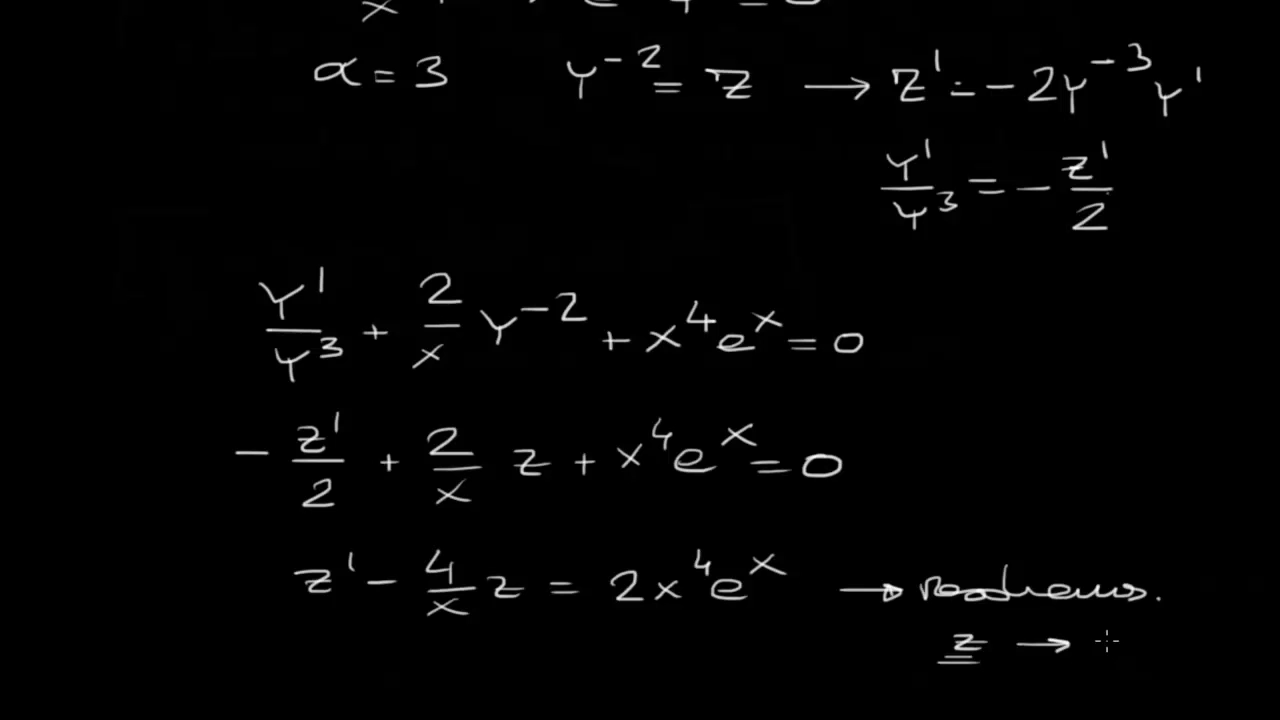 α = 3 y⁻² = z → z' = -2y⁻³y'
y'/y³ = - z'/2
y'/y³ + 2/x y⁻² + x⁴eˣ = 0
- z'/2 + 2/x z + x⁴eˣ = 0
z' - 4/x z = 2x⁴eˣ →
z →